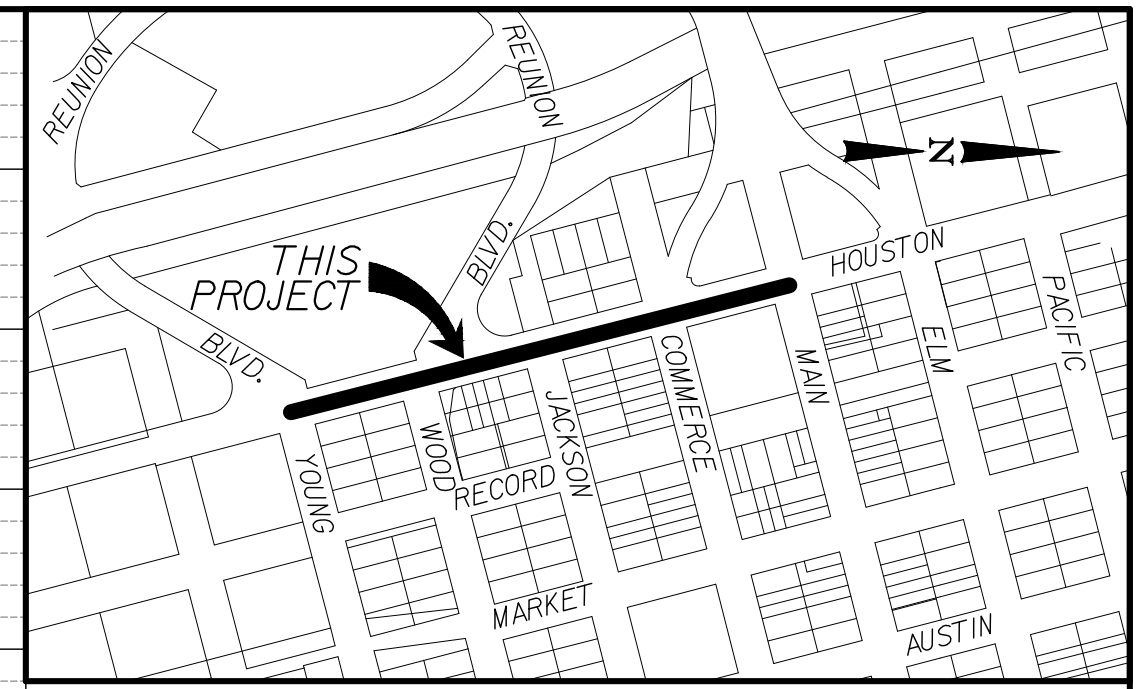 REUNION
REUNION
N
BLVD.
HOUSTON
THIS
PROJECT
PACIFIC
BLVD.
ELM
COMMERCE
MAIN
JACKSON
WOOD
YOUNG
RECORD
MARKET
AUSTIN